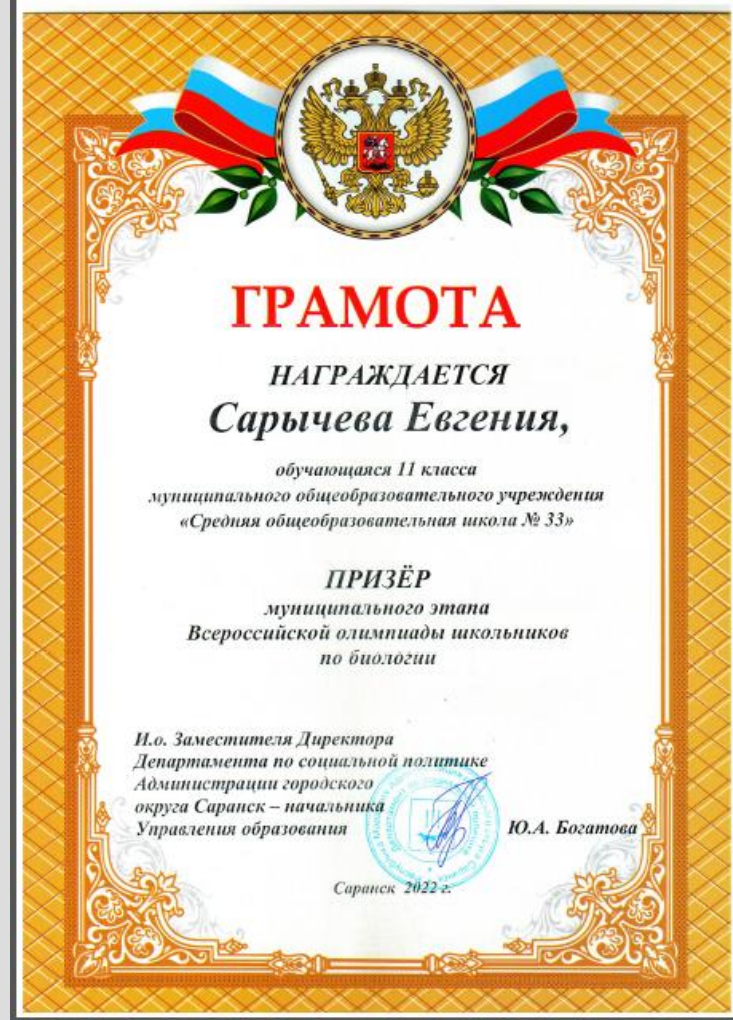 ГРАМОТА
НАГРАЖДАЕТСЯ
Сарычева Евгения,
обучающаяся 11 класса
муниципального общеобразовательного учреждения
«Средняя общеобразовательная школа № 33»
ПРИЗЁР
муниципального этапа
Всероссийской олимпиады школьников
по биологии
И.о. Заместителя Директора
Департамента по социальной политике
Администрации городского
округа Саранск – начальника
Управления образования
Ю.А. Богатова
Саранск 2022 г.